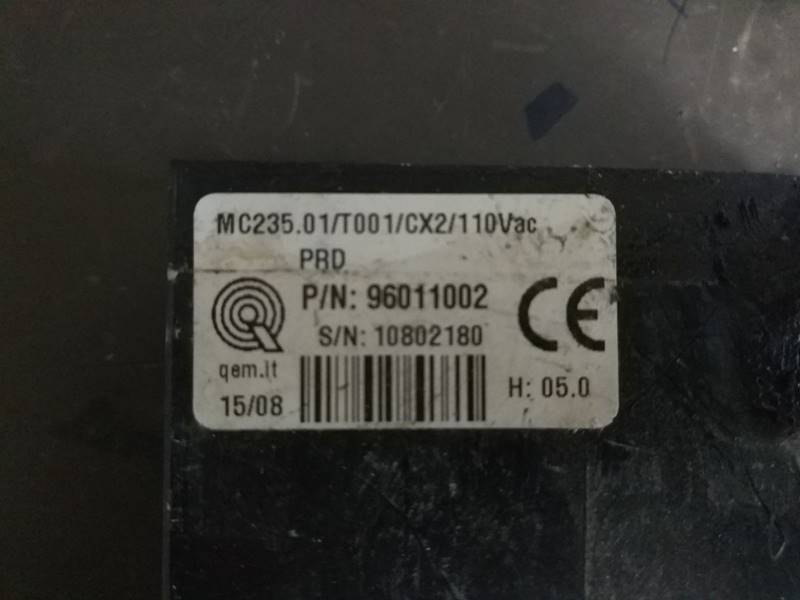 MC235.01/T001/CX2/110Vac
PRD
P/N: 96011002
S/N: 10802180
CE
qem.it
15/08
H: 05.0